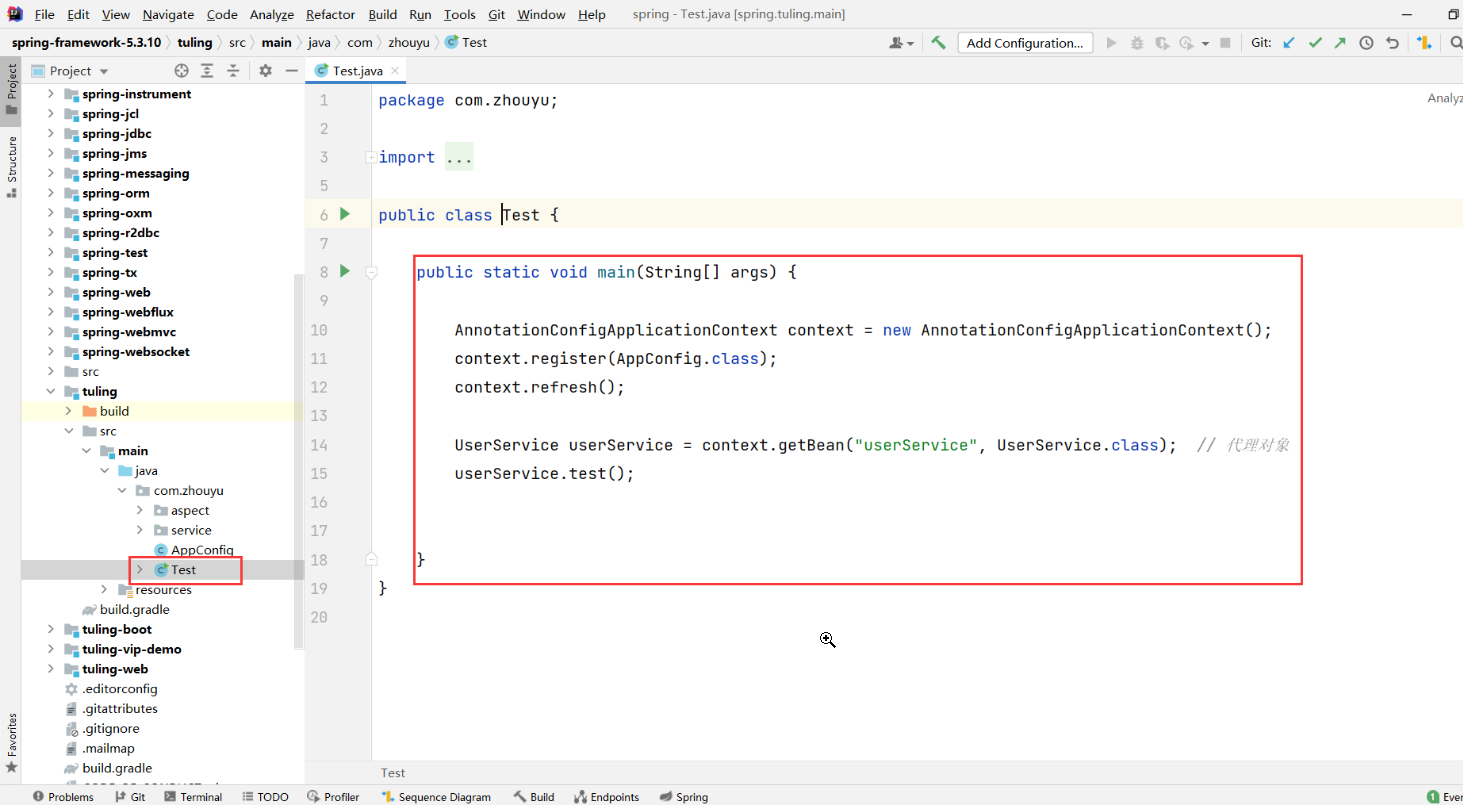 File Edit View Navigate Code Analyze Refactor Build Run Tools Git Window Help spring - Test.java [spring.tuling.main]
spring-framework-5.3.10 tuling src main java com zhouyu Test Add Configuration... Git:
Project Project Test.java
spring-instrument
spring-jcl
spring-jdbc
spring-jms
spring-messaging
spring-orm
spring-oxm
spring-r2dbc
spring-test
spring-tx
spring-web
spring-webflux
spring-webmvc
spring-websocket
src
tuling
build
src
main
java
com.zhouyu
aspect
service
AppConfig
Test
resources
build.gradle
tuling-boot
tuling-vip-demo
tuling-web
.editorconfig
.gitattributes
.gitignore
.mailmap
build.gradle
Structure
Favorites
Analyz
1 package com.zhouyu;
2
3 import ...
5
6 public class Test {
7
8 public static void main(String[] args) {
9
10 AnnotationConfigApplicationContext context = new AnnotationConfigApplicationContext();
11 context.register(AppConfig.class);
12 context.refresh();
13
14 UserService userService = context.getBean("userService", UserService.class); // 代理对象
15 userService.test();
16
17
18 }
19 }
20
Test
Problems Git Terminal TODO Profiler Sequence Diagram Build Endpoints Spring 1 Ever